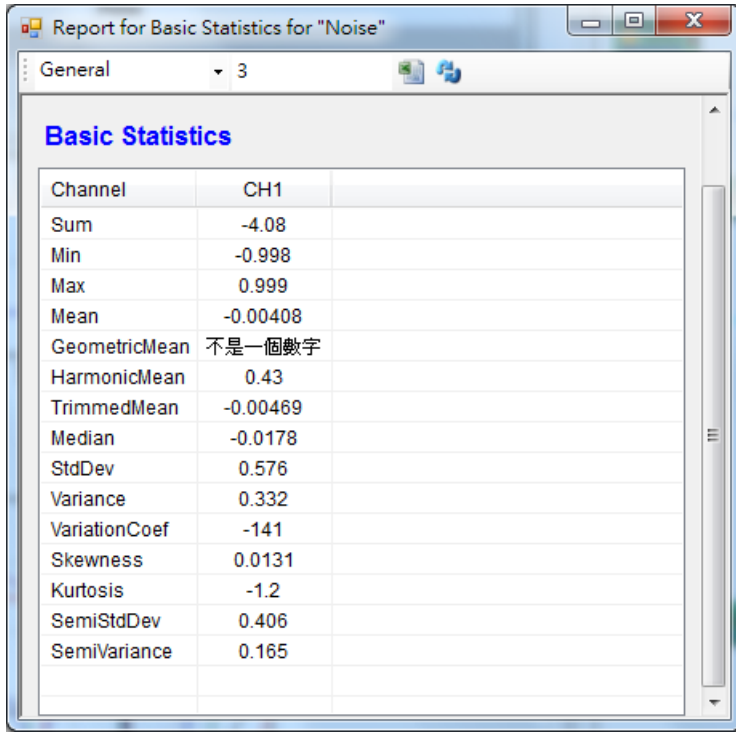 Report for Basic Statistics for "Noise"
General 3
Basic Statistics
Channel CH1
Sum -4.08
Min -0.998
Max 0.999
Mean -0.00408
GeometricMean 不是一個數字
HarmonicMean 0.43
TrimmedMean -0.00469
Median -0.0178
StdDev 0.576
Variance 0.332
VariationCoef -141
Skewness 0.0131
Kurtosis -1.2
SemiStdDev 0.406
SemiVariance 0.165